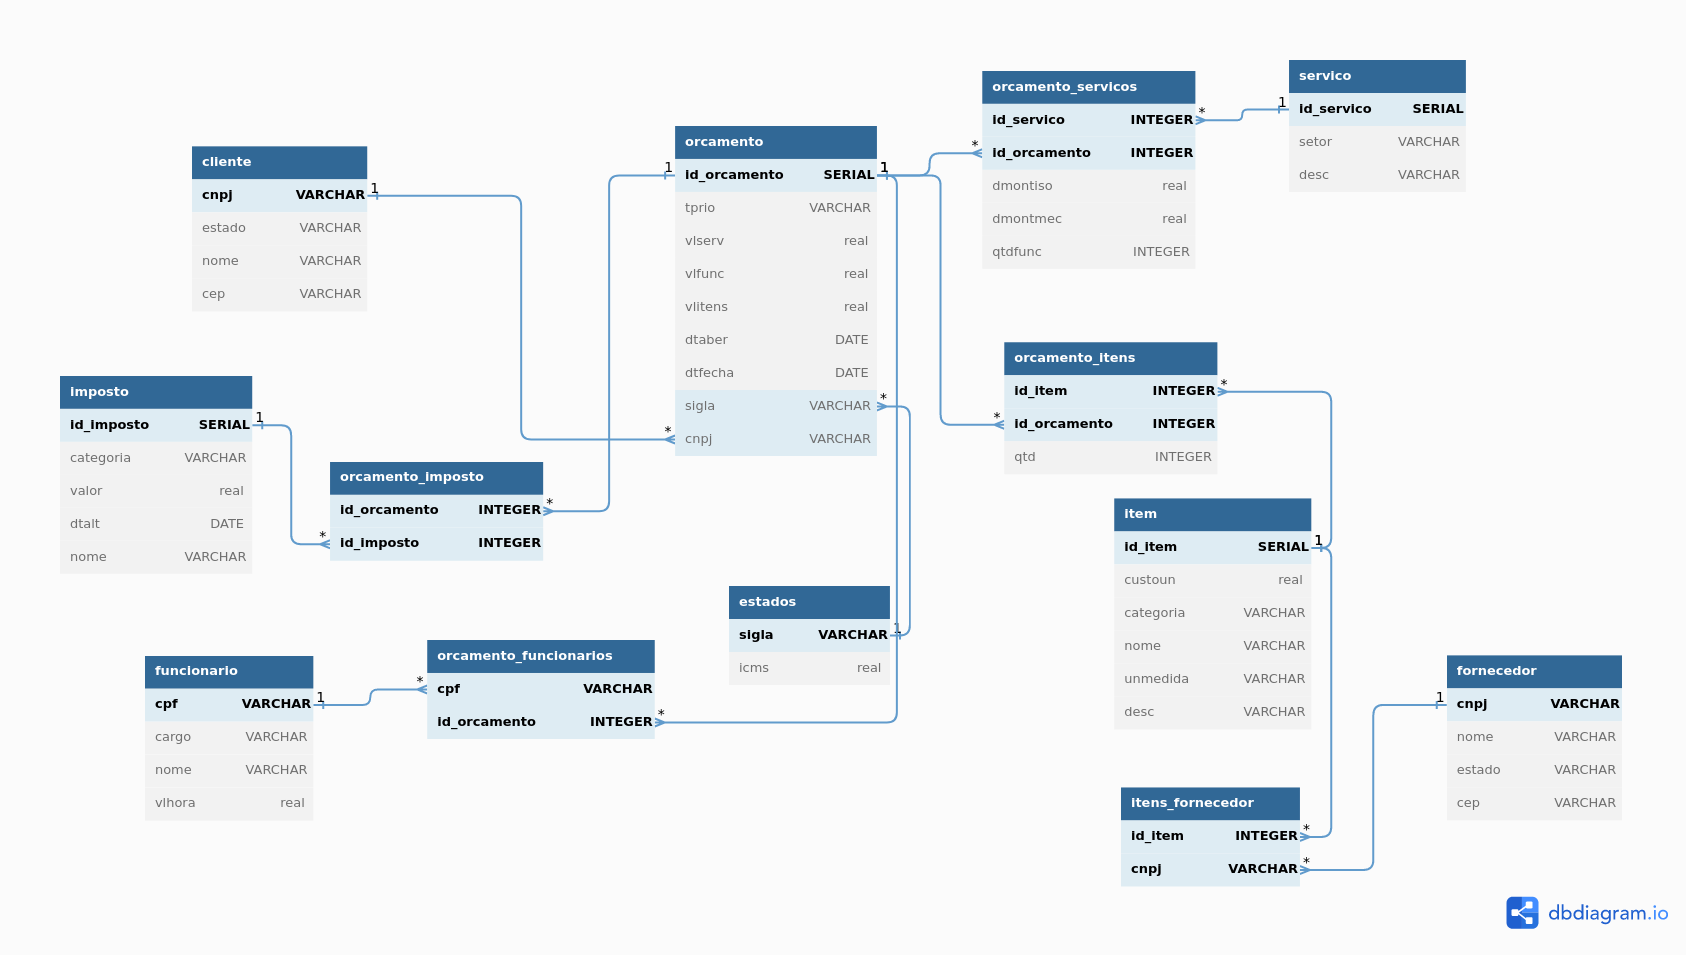 cliente
cnpj VARCHAR
estado VARCHAR
nome VARCHAR
cep VARCHAR
1
orcamento
id_orcamento SERIAL
tprio VARCHAR
vlserv real
vlfunc real
vlitens real
dtaber DATE
dtfecha DATE
sigla VARCHAR
cnpj VARCHAR
1
1
*
*
orcamento_servicos
id_servico INTEGER
id_orcamento INTEGER
dmontiso real
dmontmec real
qtdfunc INTEGER
*
*
servico
id_servico SERIAL
setor VARCHAR
desc VARCHAR
1
imposto
id_imposto SERIAL
categoria VARCHAR
valor real
dtalt DATE
nome VARCHAR
1
orcamento_imposto
id_orcamento INTEGER
id_imposto INTEGER
*
*
orcamento_itens
id_item INTEGER
id_orcamento INTEGER
qtd INTEGER
*
*
item
id_item SERIAL
custoun real
categoria VARCHAR
nome VARCHAR
unmedida VARCHAR
desc VARCHAR
1
estados
sigla VARCHAR
icms real
1
funcionario
cpf VARCHAR
cargo VARCHAR
nome VARCHAR
vlhora real
1
orcamento_funcionarios
cpf VARCHAR
id_orcamento INTEGER
*
*
fornecedor
cnpj VARCHAR
nome VARCHAR
estado VARCHAR
cep VARCHAR
1
itens_fornecedor
id_item INTEGER
cnpj VARCHAR
*
*
dbdiagram.io